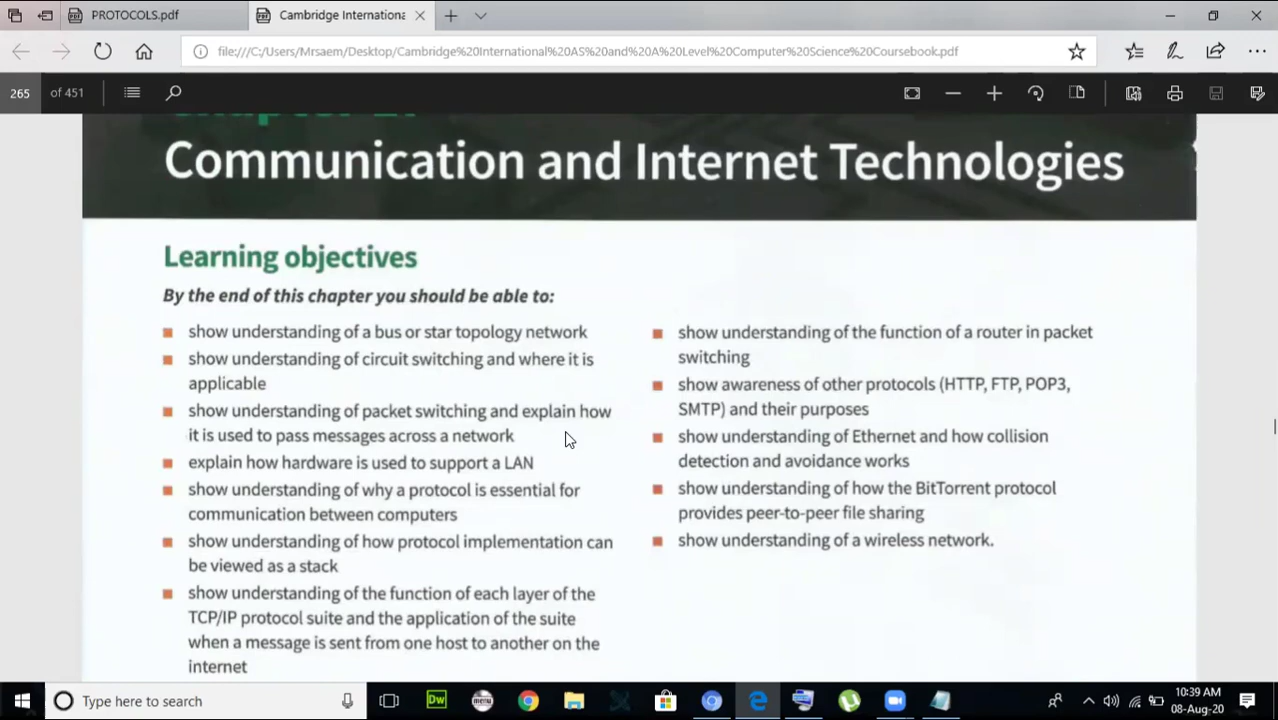 PROTOCOLS.pdf
Cambridge Internationa
file:///C:/Users/Mrsaem/Desktop/Cambridge%20International%20AS%20and%20A%20Level%20Computer%20Science%20Coursebook.pdf
265 of 451
Communication and Internet Technologies
Learning objectives
By the end of this chapter you should be able to:
show understanding of a bus or star topology network
show understanding of circuit switching and where it is
applicable
show understanding of packet switching and explain how
it is used to pass messages across a network
explain how hardware is used to support a LAN
show understanding of why a protocol is essential for
communication between computers
show understanding of how protocol implementation can
be viewed as a stack
show understanding of the function of each layer of the
TCP/IP protocol suite and the application of the suite
when a message is sent from one host to another on the
internet
show understanding of the function of a router in packet
switching
show awareness of other protocols (HTTP, FTP, POP3,
SMTP) and their purposes
show understanding of Ethernet and how collision
detection and avoidance works
show understanding of how the BitTorrent protocol
provides peer-to-peer file sharing
show understanding of a wireless network.
Type here to search
Dw
10:39 AM
08-Aug-20